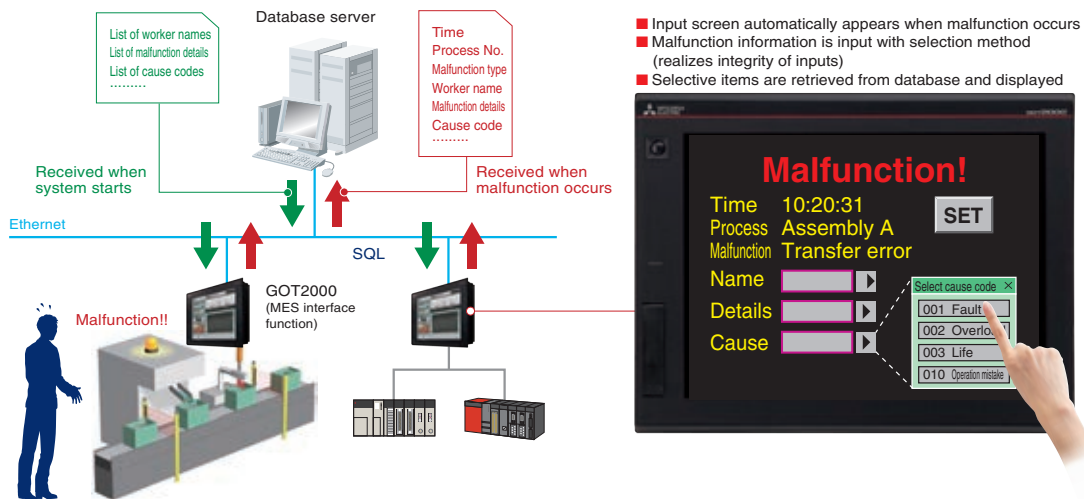 Database server
List of worker names
List of malfunction details
List of cause codes
.........
Time
Process No.
Malfunction type
Worker name
Malfunction details
Cause code
.........
Received when
system starts
Received when
malfunction occurs
Ethernet
SQL
GOT2000
(MES interface
function)
Malfunction!!
■ Input screen automatically appears when malfunction occurs
■ Malfunction information is input with selection method
(realizes integrity of inputs)
■ Selective items are retrieved from database and displayed
MITSUBISHI
ELECTRIC
GOT2000
Malfunction!
Time 10:20:31
Process Assembly A
Malfunction Transfer error
SET
Name
Details
Cause
Select cause code ×
001 Fault
002 Overlo
003 Life
010 Operation mistake